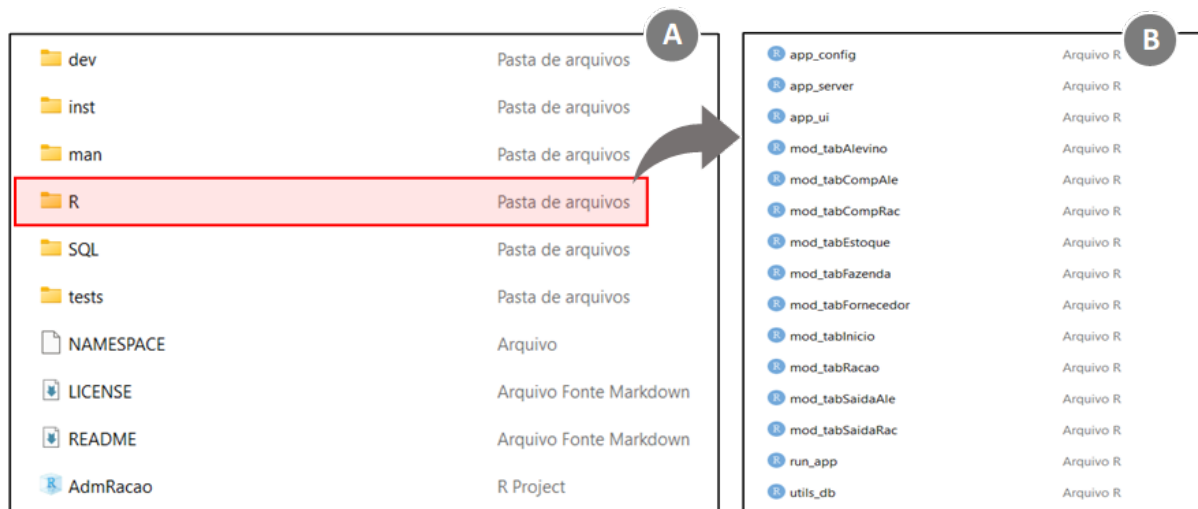 A
dev Pasta de arquivos
inst Pasta de arquivos
man Pasta de arquivos
R Pasta de arquivos
SQL Pasta de arquivos
tests Pasta de arquivos
NAMESPACE Arquivo
LICENSE Arquivo Fonte Markdown
README Arquivo Fonte Markdown
AdmRacao R Project
B
R app_config Arquivo R
R app_server Arquivo R
R app_ui Arquivo R
R mod_tabAlevino Arquivo R
R mod_tabCompAle Arquivo R
R mod_tabCompRac Arquivo R
R mod_tabEstoque Arquivo R
R mod_tabFazenda Arquivo R
R mod_tabFornecedor Arquivo R
R mod_tabInicio Arquivo R
R mod_tabRacao Arquivo R
R mod_tabSaidaAle Arquivo R
R mod_tabSaidaRac Arquivo R
R run_app Arquivo R
R utils_db Arquivo R